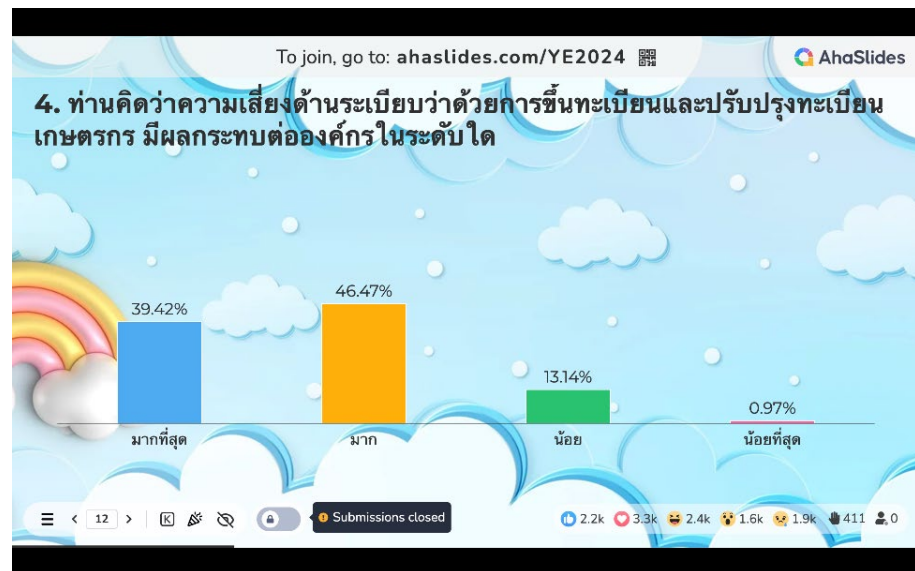 To join, go to: ahaslides.com/YE2024
AhaSlides
4. ท่านคิดว่าความเสี่ยงด้านระเบียบว่าด้วยการขึ้นทะเบียนและปรับปรุงทะเบียน
เกษตรกร มีผลกระทบต่อองค์กรในระดับใด
39.42%
46.47%
13.14%
0.97%
มากที่สุด
มาก
น้อย
น้อยที่สุด
12
K
Submissions closed
2.2k 3.3k 2.4k 1.6k 1.9k 411 0